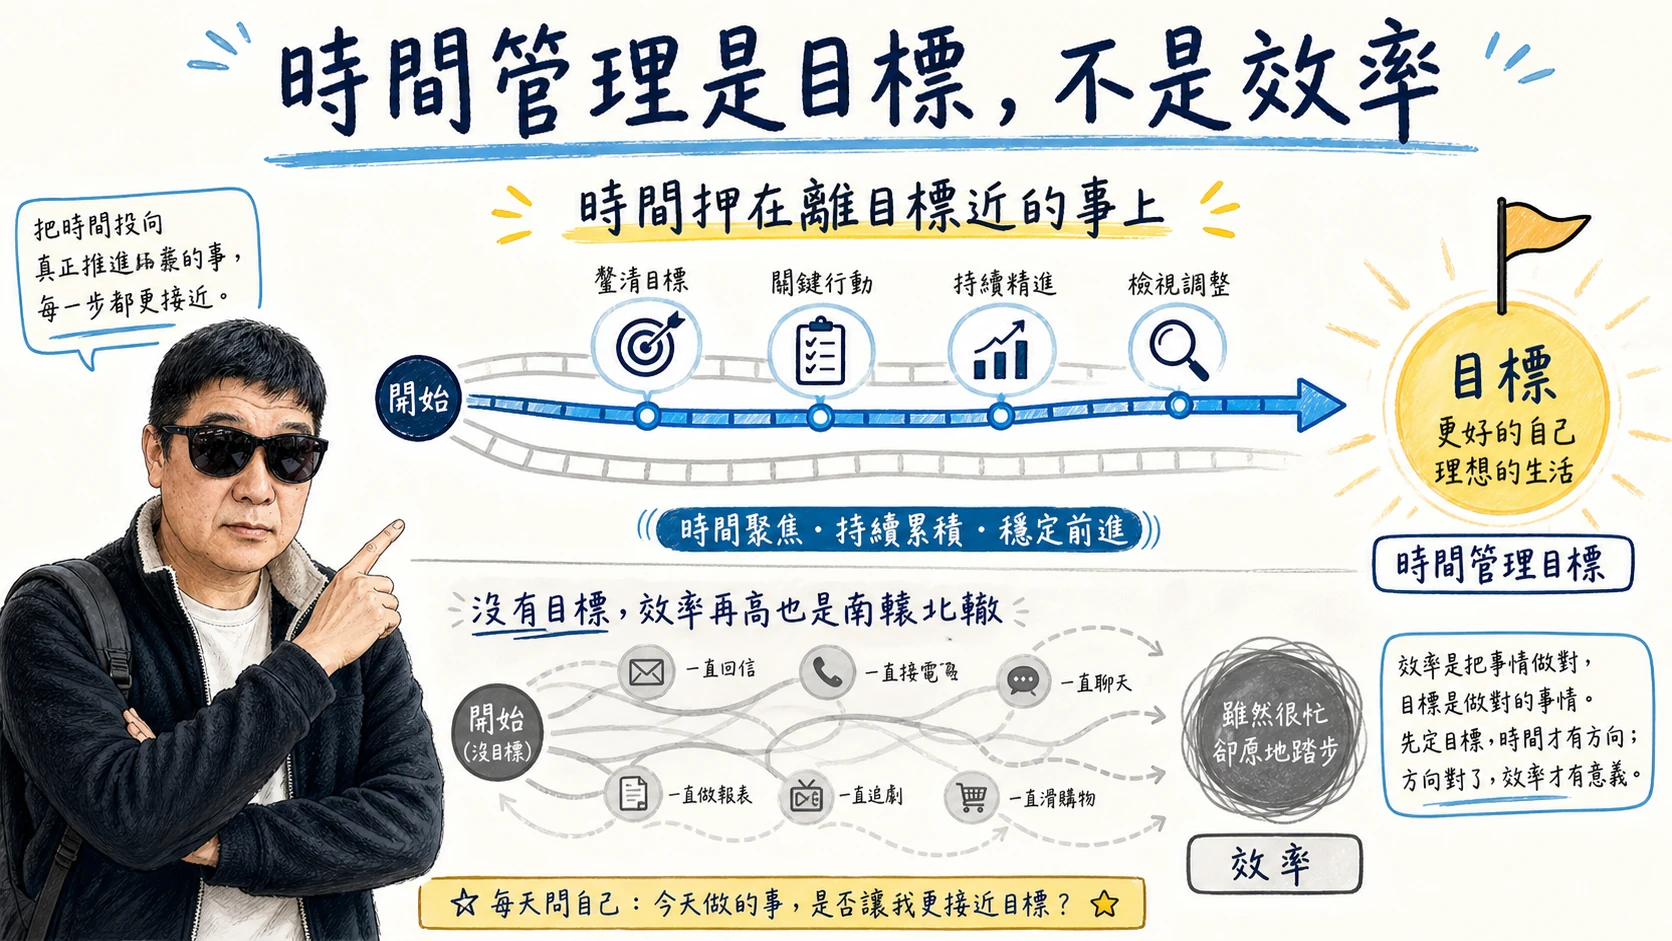 時間管理是目標，不是效率
時間押在離目標近的事上
把時間投向
真正推進的事，
每一步都更接近。
清目標
關鍵行動
持續精進
檢視調整
開始
目標
更好的自己
理想的生活
時間聚焦·持續累積·穩定前進
時間管理目標
沒有目標，效率再高也是南轅北轍
一直回信
一直接電
一直聊天
開始
(沒目標)
一直做報表
一直追劇
一直滑購物
雖然很忙
卻原地踏步
效率
效率是把事情做對，
目標是做對的事情。
先定目標，時間才有方向；
方向對了，效率才有意義。
☆ 每天問自己：今天做的事，是否讓我更接近目標？ ☆